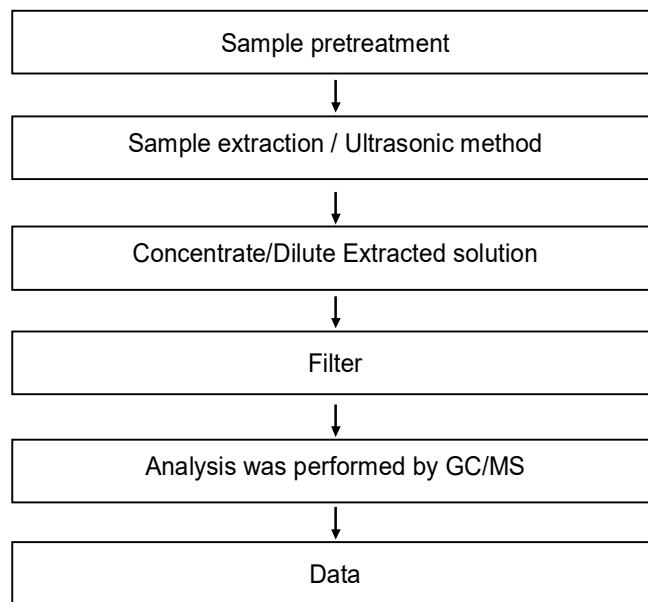 Sample pretreatment
Sample extraction / Ultrasonic method
Concentrate/Dilute Extracted solution
Filter
Analysis was performed by GC/MS
Data